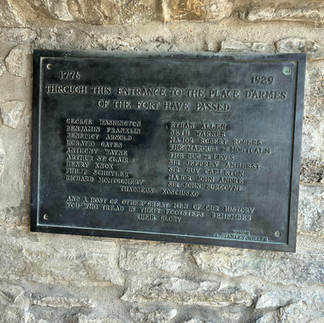 1776 1929
THROUGH THIS ENTRANCE TO THE PLACE D'ARMES
OF THE FORT HAVE PASSED
GEORGE WASHINGTON ETHAN ALLEN
BENJAMIN FRANKLIN SETH WARNER
BENEDICT ARNOLD MAJOR ROBERT ROGERS
HORATIO GATES THE MARQUIS DE MONTCALM
ANTHONY WAYNE THE DUC DE LEVIS
ARTHUR ST. CLAIR SIR JEFFERY AMHERST
HENRY KNOX SIR GUY CARLETON
PHILIP SCHUYLER MAJOR JOHN ANDRE
RICHARD MONTGOMERY SIR JOHN BURGOYNE
THADDEUS KOSCIUSZKO
AND A HOST OF OTHER GREAT MEN OF OUR HISTORY
YOU WHO TREAD IN THEIR FOOTSTEPS REMEMBER
THEIR GLORY